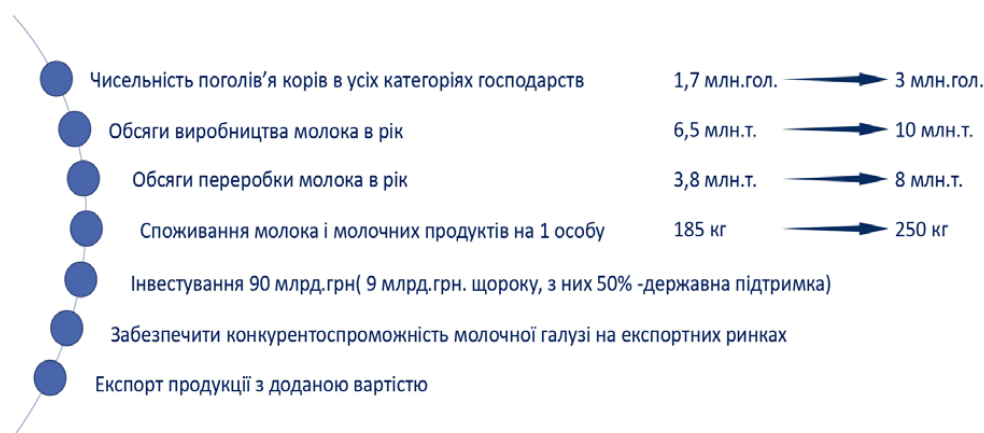 Чисельність поголів’я корів в усіх категоріях господарств 1,7 млн.гол. 3 млн.гол.
Обсяги виробництва молока в рік 6,5 млн.т. 10 млн.т.
Обсяги переробки молока в рік 3,8 млн.т. 8 млн.т.
Споживання молока і молочних продуктів на 1 особу 185 кг 250 кг
Інвестування 90 млрд.грн( 9 млрд.грн. щороку, з них 50% -державна підтримка)
Забезпечити конкурентоспроможність молочної галузі на експортних ринках
Експорт продукції з доданою вартістю